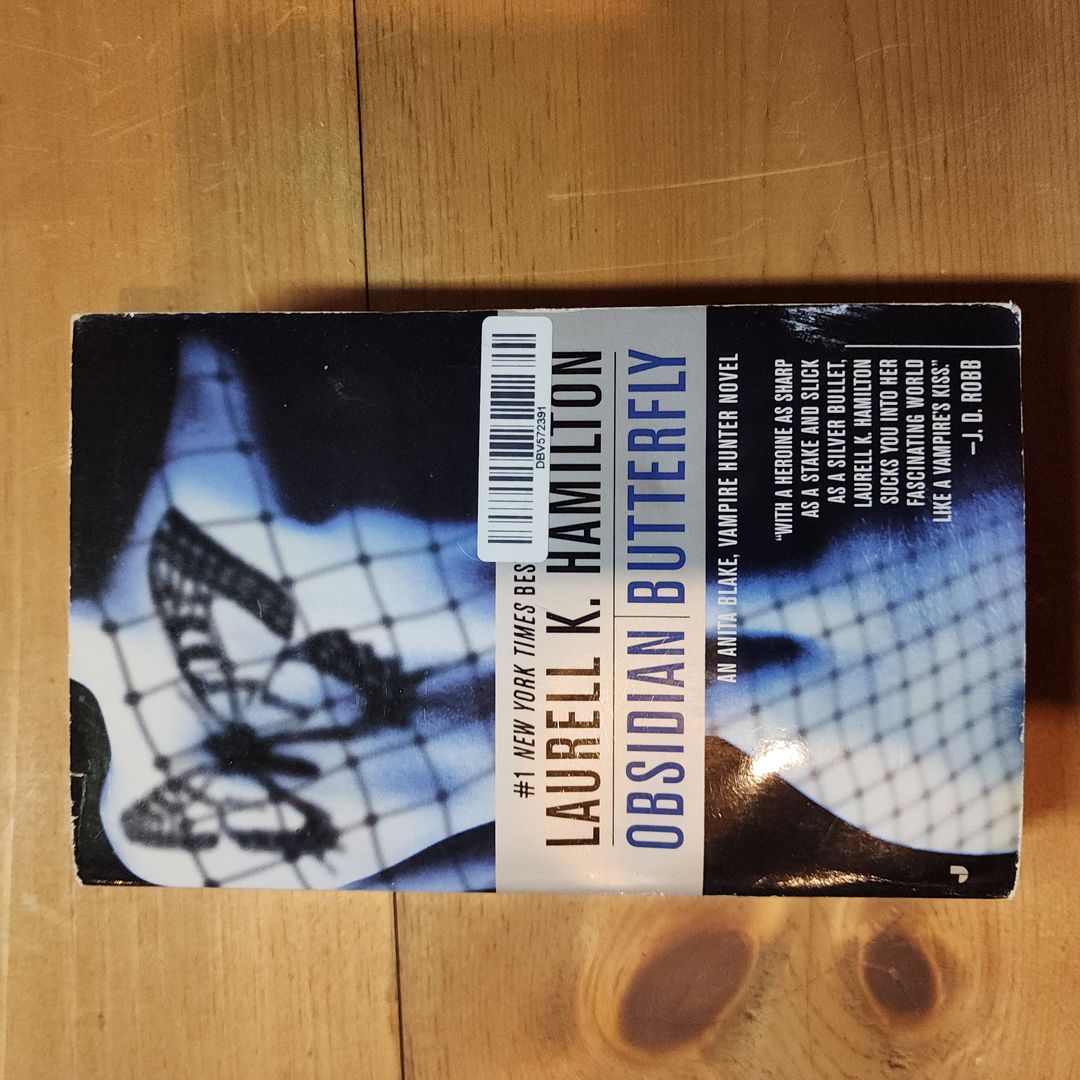 #1 NEW YORK TIMES BES
DBV572391
LAURELL K. HAMILTON
OBSIDIAN BUTTERFLY
AN ANITA BLAKE, VAMPIRE HUNTER NOVEL
"WITH A HEROINE AS SHARP
AS A STAKE AND SLICK
AS A SILVER BULLET,
LAURELL K. HAMILTON
SUCKS YOU INTO HER
FASCINATING WORLD
LIKE A VAMPIRE'S KISS."
—J. D. ROBB